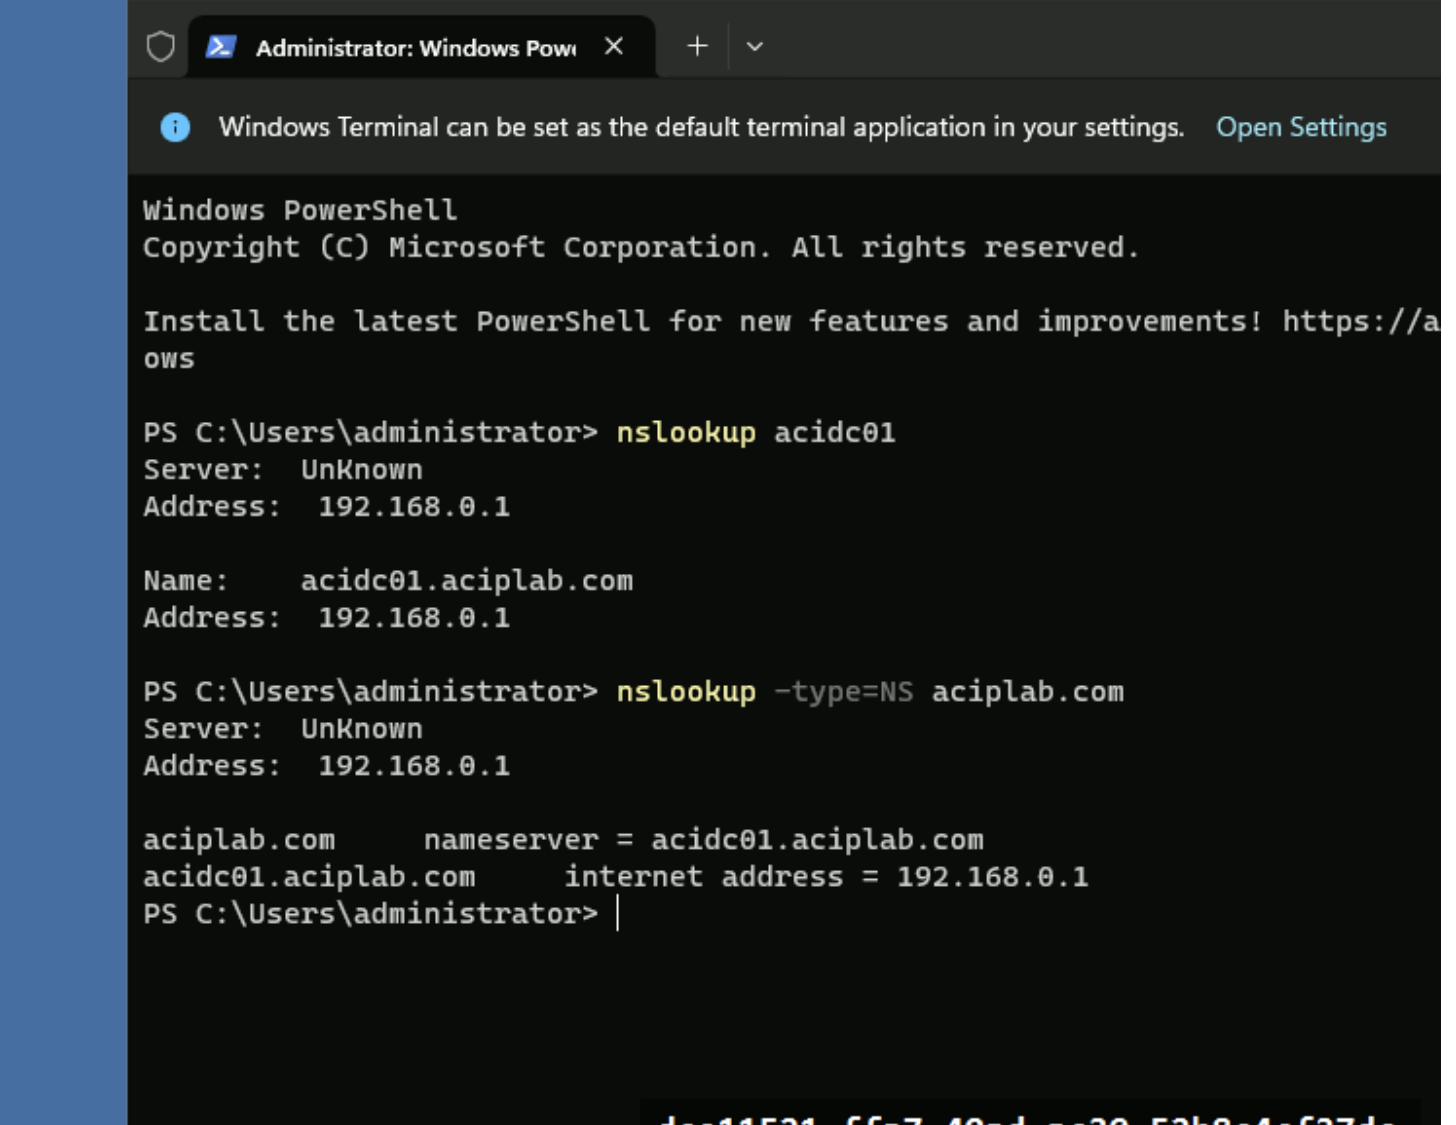 Administrator: Windows Powe
Windows Terminal can be set as the default terminal application in your settings. Open Settings
Windows PowerShell
Copyright (C) Microsoft Corporation. All rights reserved.
Install the latest PowerShell for new features and improvements! https://a
ows
PS C:\Users\administrator> nslookup acidc01
Server:  UnKnown
Address:  192.168.0.1
Name:    acidc01.aciplab.com
Address:  192.168.0.1
PS C:\Users\administrator> nslookup -type=NS aciplab.com
Server:  UnKnown
Address:  192.168.0.1
aciplab.com     nameserver = acidc01.aciplab.com
acidc01.aciplab.com     internet address = 192.168.0.1
PS C:\Users\administrator>